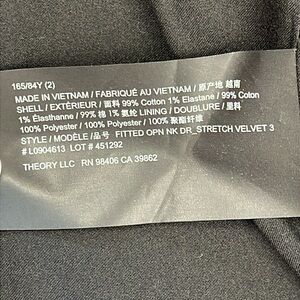 165/84Y (2)
MADE IN VIETNAM / FABRIQUÉ AU VIETNAM / 原产地 越南
SHELL / EXTÉRIEUR / 面料 99% Cotton 1% Elastane / 99% Coton
1% Élasthanne / 99% 棉 1% 氨纶 LINING / DOUBLURE / 里料
100% Polyester / 100% Polyester / 100% 聚酯纤维
STYLE / MODÈLE / 品号 FITTED OPN NK DR_STRETCH VELVET 3
# L0904613 LOT # 451292
THEORY LLC RN 98406 CA 39862